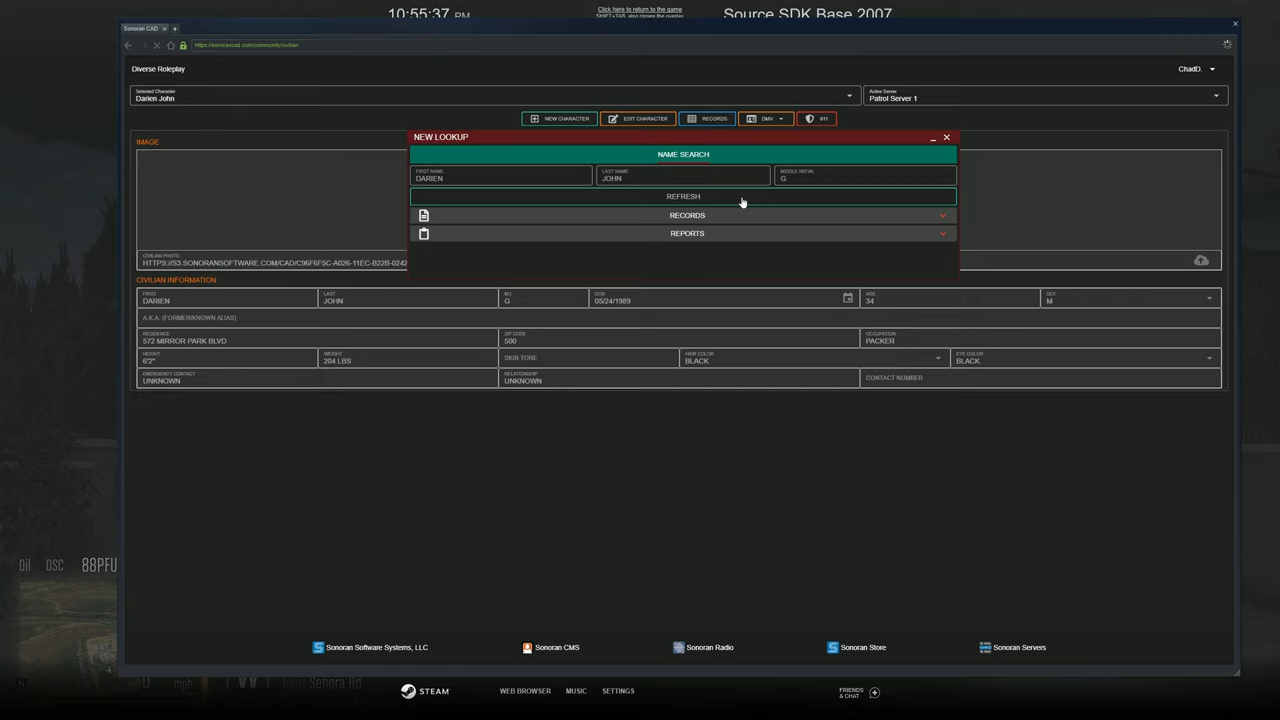 10:55:37 PM
Click here to return to the game
SHIFT+TAB also closes the overlay
Source SDK Base 2007
Sonoran CAD
https://sonorancad.com/community/civilian
Diverse Roleplay
ChadD.
Selected Character
Darien John
Active Server
Patrol Server 1
NEW CHARACTER
EDIT CHARACTER
RECORDS
DMV
911
NEW LOOKUP
IMAGE
NAME SEARCH
FIRST NAME
DARIEN
LAST NAME
JOHN
MIDDLE INITIAL
G
REFRESH
RECORDS
REPORTS
CIVILIAN PHOTO
HTTPS://S3.SONORANSOFTWARE.COM/CAD/C96F6F5C-A026-11EC-B22B-0242
CIVILIAN INFORMATION
FIRST
DARIEN
LAST
JOHN
M.I.
G
DOB
05/24/1989
AGE
34
SEX
M
A.K.A. (FORMER/KNOWN ALIAS)
RESIDENCE
572 MIRROR PARK BLVD
ZIP CODE
500
OCCUPATION
PACKER
HEIGHT
6'2"
WEIGHT
204 LBS
SKIN TONE
HAIR COLOR
BLACK
EYE COLOR
BLACK
EMERGENCY CONTACT
UNKNOWN
RELATIONSHIP
UNKNOWN
CONTACT NUMBER
Oil DSC 88PFU
Sonoran Software Systems, LLC
Sonoran CMS
Sonoran Radio
Sonoran Store
Sonoran Servers
mph
Near Senora Rd
STEAM
WEB BROWSER
MUSIC
SETTINGS
FRIENDS
& CHAT